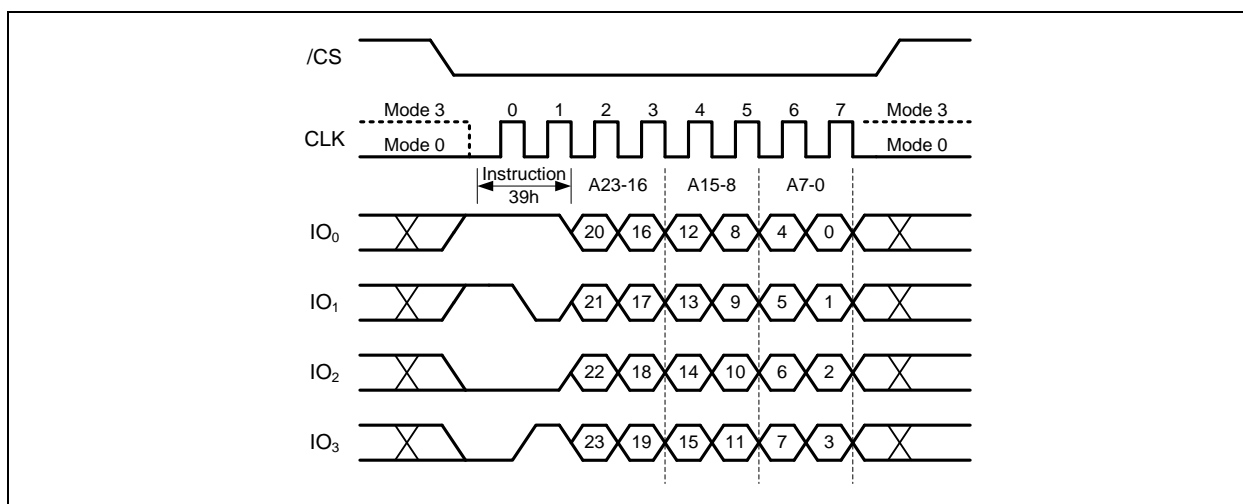 /CS
Mode 3 0 1 2 3 4 5 6 7 Mode 3
CLK
Mode 0 Mode 0
Instruction A23-16 A15-8 A7-0
39h
IO0 20 16 12 8 4 0
IO1 21 17 13 9 5 1
IO2 22 18 14 10 6 2
IO3 23 19 15 11 7 3